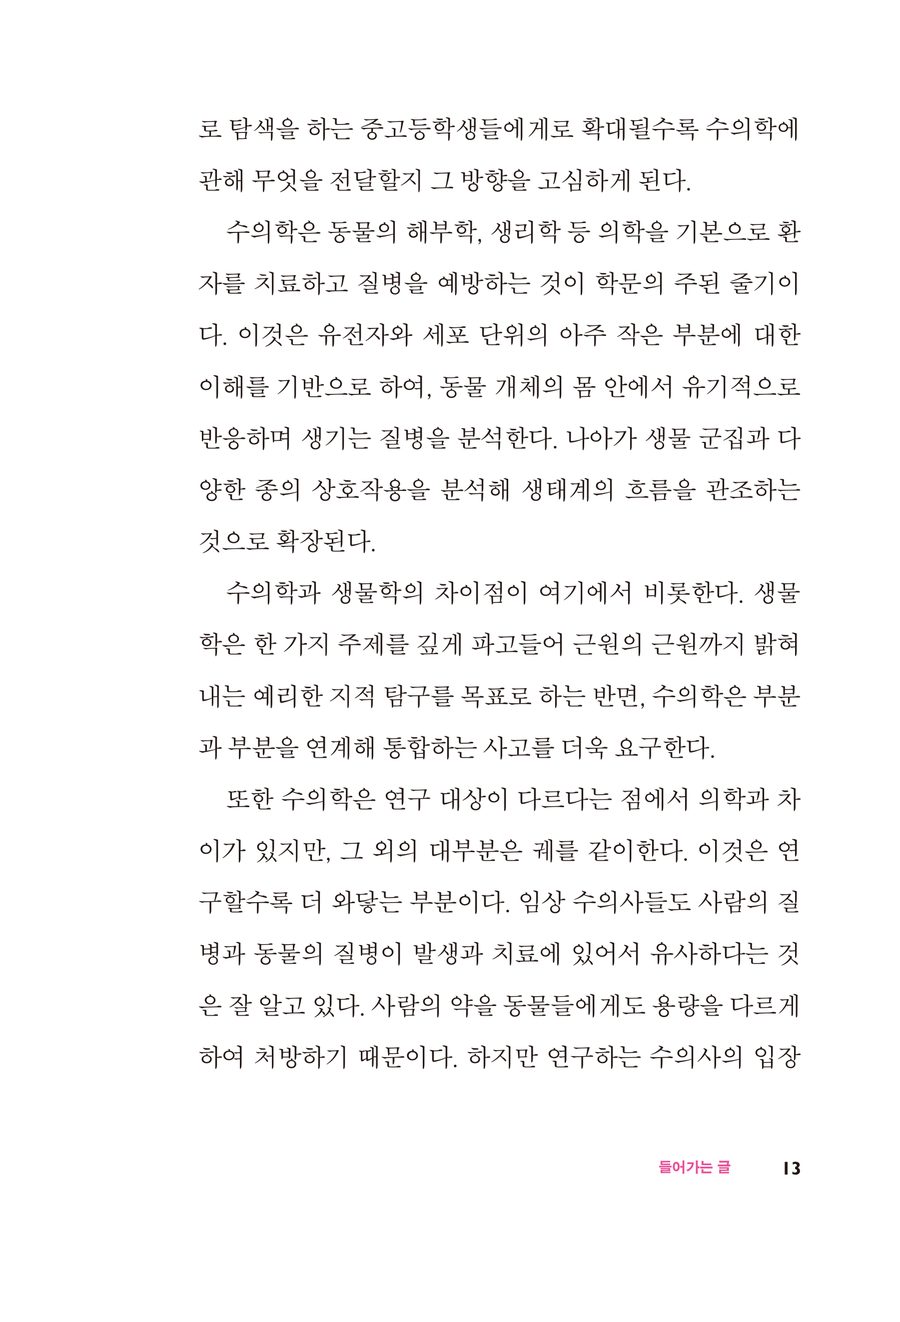 로 탐색을 하는 중고등학생들에게로 확대될수록 수의학에
관해 무엇을 전달할지 그 방향을 고심하게 된다.
수의학은 동물의 해부학, 생리학 등 의학을 기본으로 환
자를 치료하고 질병을 예방하는 것이 학문의 주된 줄기이
다. 이것은 유전자와 세포 단위의 아주 작은 부분에 대한
이해를 기반으로 하여, 동물 개체의 몸 안에서 유기적으로
반응하며 생기는 질병을 분석한다. 나아가 생물 군집과 다
양한 종의 상호작용을 분석해 생태계의 흐름을 관조하는
것으로 확장된다.
수의학과 생물학의 차이점이 여기에서 비롯한다. 생물
학은 한 가지 주제를 깊게 파고들어 근원의 근원까지 밝혀
내는 예리한 지적 탐구를 목표로 하는 반면, 수의학은 부분
과 부분을 연계해 통합하는 사고를 더욱 요구한다.
또한 수의학은 연구 대상이 다르다는 점에서 의학과 차
이가 있지만, 그 외의 대부분은 궤를 같이한다. 이것은 연
구할수록 더 와닿는 부분이다. 임상 수의사들도 사람의 질
병과 동물의 질병이 발생과 치료에 있어서 유사하다는 것
은 잘 알고 있다. 사람의 약을 동물들에게도 용량을 다르게
하여 처방하기 때문이다. 하지만 연구하는 수의사의 입장
들어가는 글 13